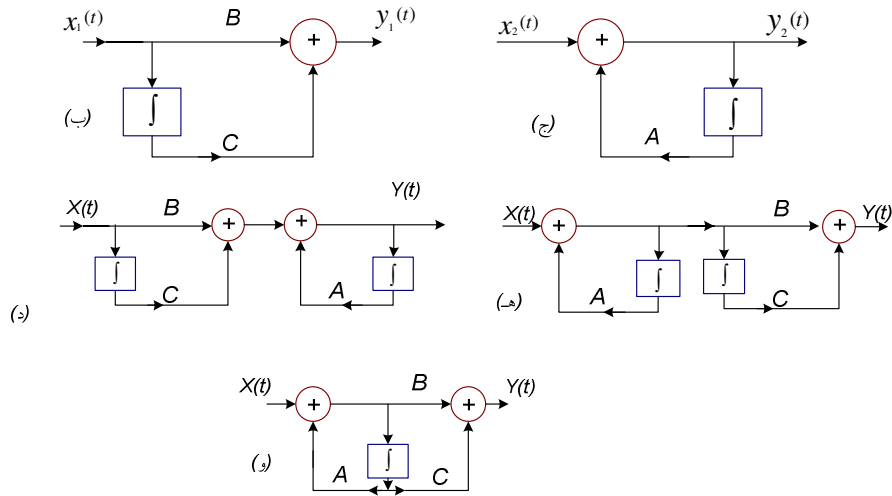 x₁(t) B + y₁(t)
∫
C
(ب)
x₂(t) + y₂(t)
∫
A
(ج)
X(t) B + + Y(t)
∫ ∫
C A
(د)
X(t) + B + Y(t)
∫ ∫
A C
(هـ)
X(t) + B + Y(t)
∫
A C
(و)